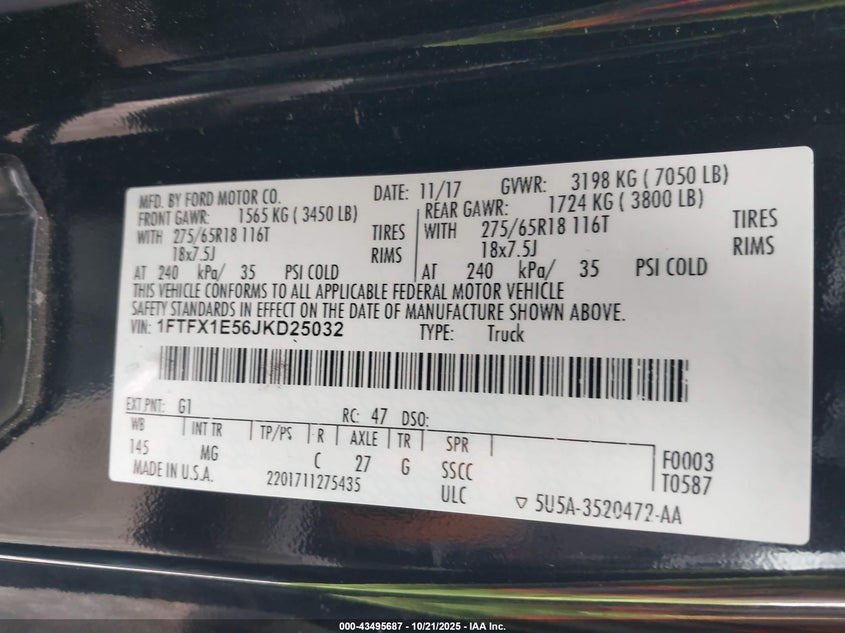 MFD. BY FORD MOTOR CO. DATE: 11/17 GVWR: 3198 KG ( 7050 LB)
FRONT GAWR: 1565 KG ( 3450 LB) REAR GAWR: 1724 KG ( 3800 LB)
WITH 275/65R18 116T TIRES WITH 275/65R18 116T TIRES
18x7.5J RIMS 18x7.5J RIMS
AT 240 kPa/ 35 PSI COLD AT 240 kPa/ 35 PSI COLD
THIS VEHICLE CONFORMS TO ALL APPLICABLE FEDERAL MOTOR VEHICLE
SAFETY STANDARDS IN EFFECT ON THE DATE OF MANUFACTURE SHOWN ABOVE.
VIN: 1FTFX1E56JKD25032 TYPE: Truck
EXT PNT: G1 RC: 47 DSO:
WB INT TR TP/PS R AXLE TR SPR
145 MG C 27 G SSCC F0003
ULC T0587
MADE IN U.S.A. 2201711275435 ▽ 5U5A-3520472-AA
000-43495687 - 10/21/2025 - IAA Inc.